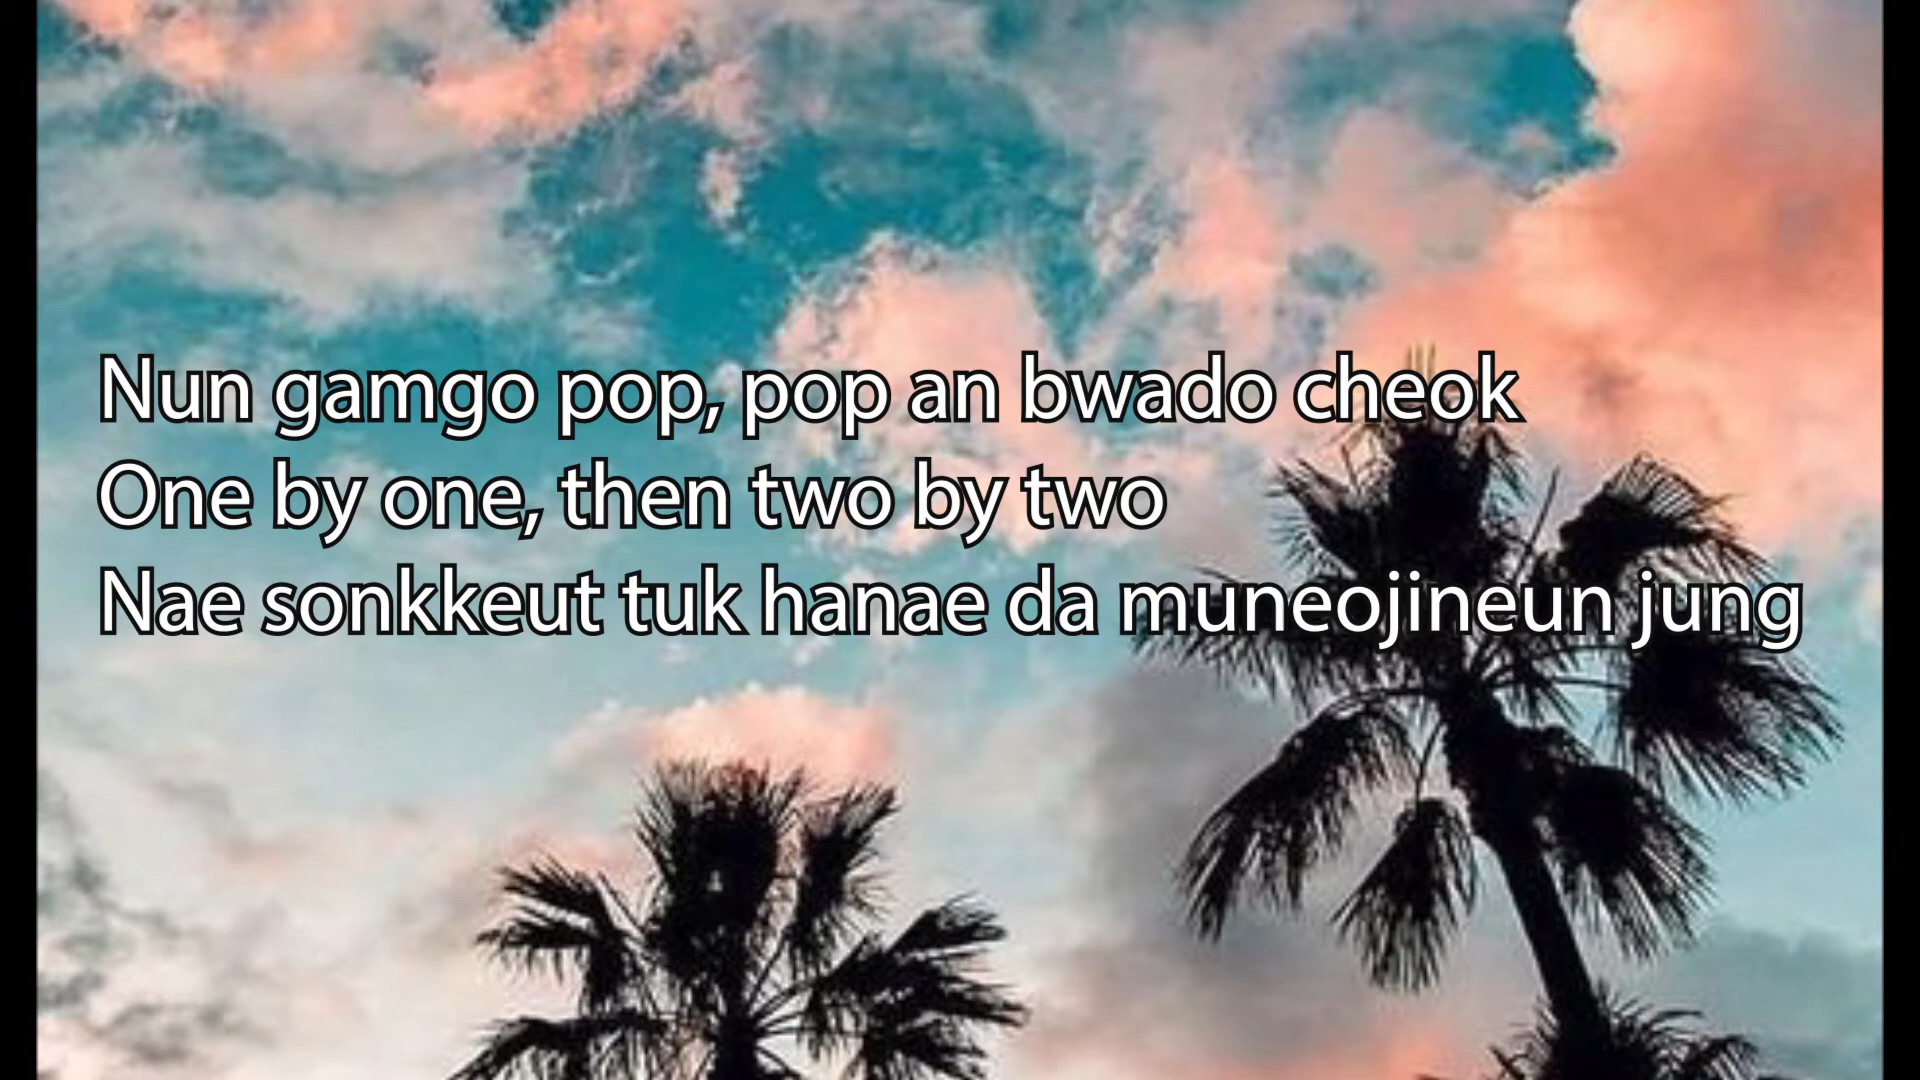 Nun gamgo pop, pop an bwado cheok
One by one, then two by two
Nae sonkkeut tuk hanae da muneojineun jung